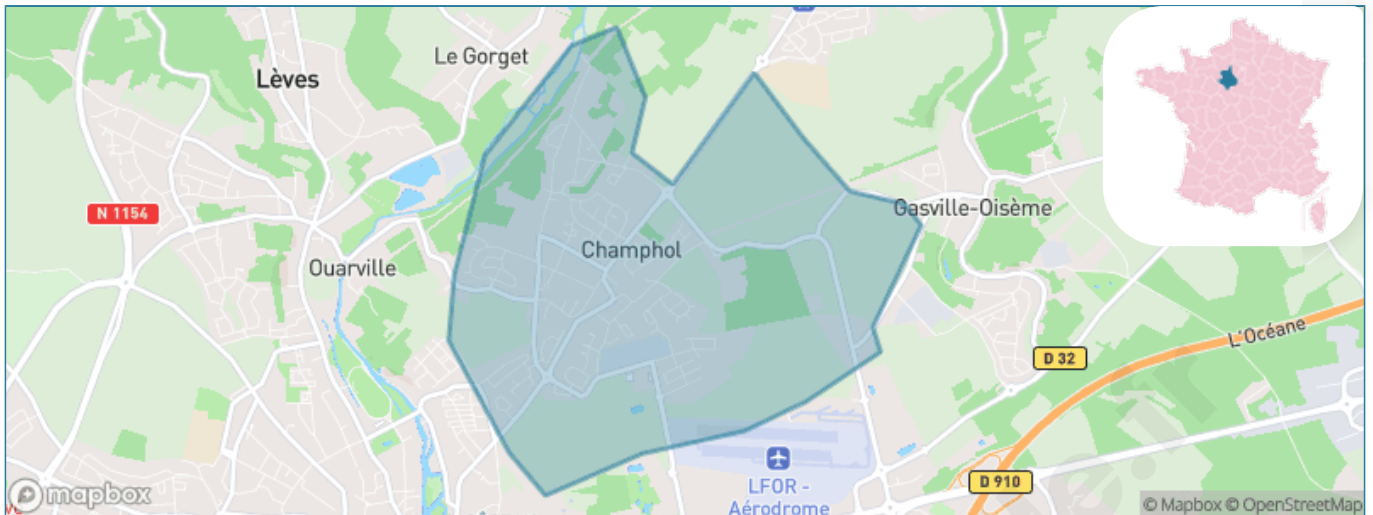 Le Gorget
Lèves
N 1154
Champhol
Ouarville
Gasville-Oisème
L'Océane
D 32
LFOR -
Aérodrome
D 910
mapbox
© Mapbox © OpenStreetMap